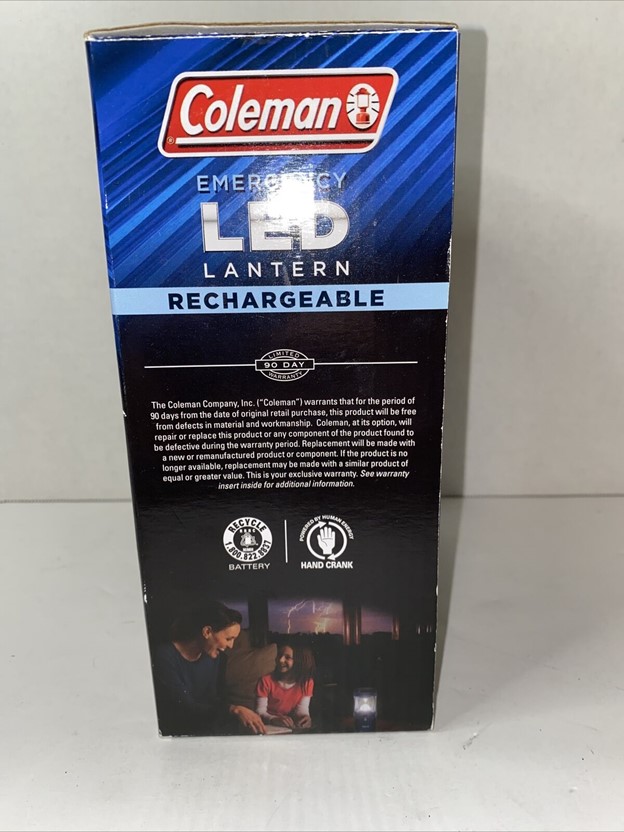 Coleman
EMERGENCY
LED
LANTERN
RECHARGEABLE
LIMITED
90 DAY
WARRANTY
The Coleman Company, Inc. (“Coleman”) warrants that for the period of
90 days from the date of original retail purchase, this product will be free
from defects in material and workmanship. Coleman, at its option, will
repair or replace this product or any component of the product found to
be defective during the warranty period. Replacement will be made with
a new or remanufactured product or component. If the product is no
longer available, replacement may be made with a similar product of
equal or greater value. This is your exclusive warranty. See warranty
insert inside for additional information.
RECYCLE
RBRC
1.800.822.8837
BATTERY
POWERED BY HUMAN ENERGY
HAND CRANK